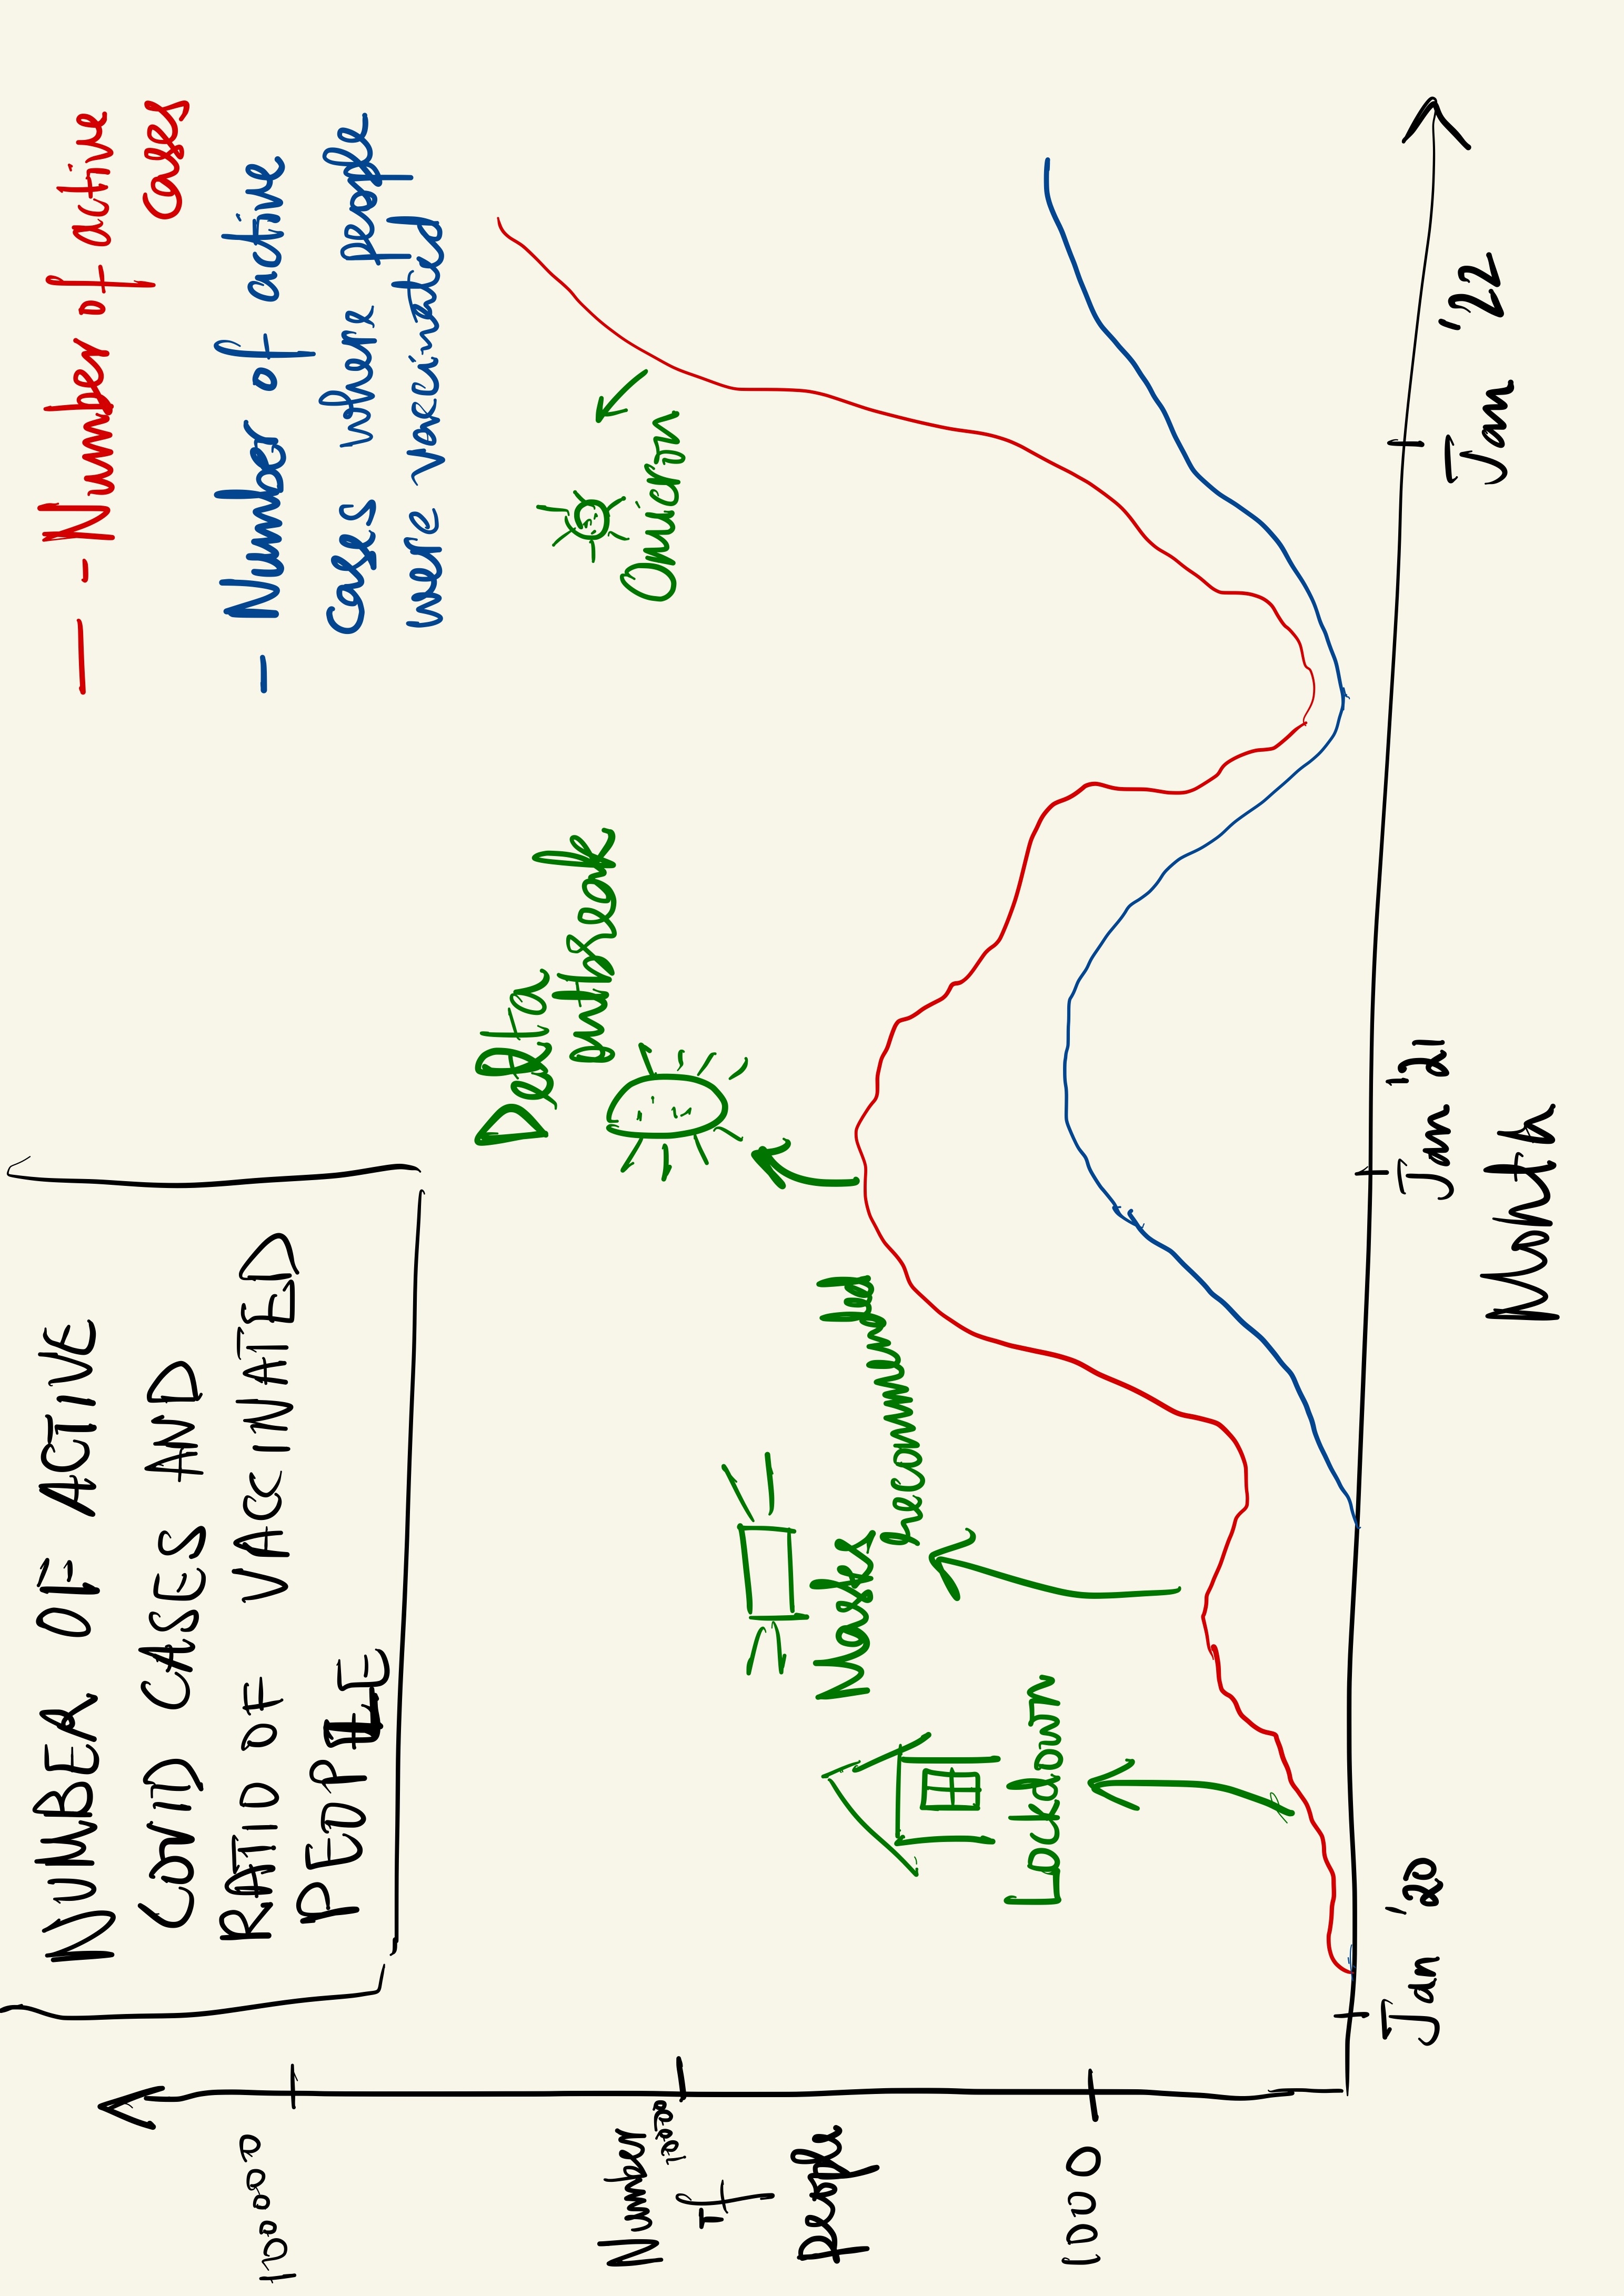 NUMBER OF ACTIVE
COVID CASES AND
RATIO OF VACCINATED
PEOPLE
- Number of active
cases
- Number of active
cases where people
were vaccinated
Delta
outbreak
Omicron
Masks
recommended
Lockdown
100000
Number
10000
of
people
1000
Jan '20
Jan '21
Jan '22
Month